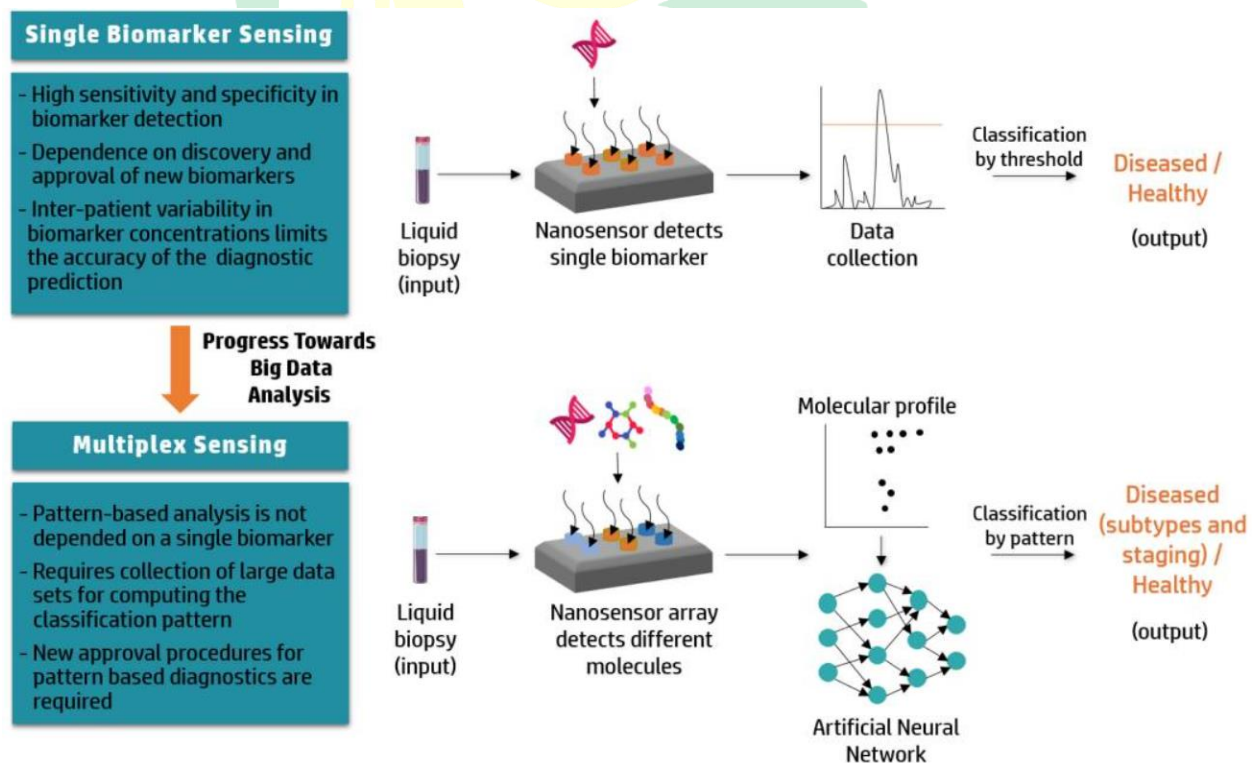 Single Biomarker Sensing
- High sensitivity and specificity in
biomarker detection
- Dependence on discovery and
approval of new biomarkers
- Inter-patient variability in
biomarker concentrations limits
the accuracy of the diagnostic
prediction
Liquid
biopsy
(input)
Nanosensor detects
single biomarker
Data
collection
Classification
by threshold
Diseased /
Healthy
(output)
Progress Towards
Big Data
Analysis
Multiplex Sensing
- Pattern-based analysis is not
depended on a single biomarker
- Requires collection of large data
sets for computing the
classification pattern
- New approval procedures for
pattern based diagnostics are
required
Liquid
biopsy
(input)
Nanosensor array
detects different
molecules
Molecular profile
Artificial Neural
Network
Classification
by pattern
Diseased
(subtypes and
staging) /
Healthy
(output)